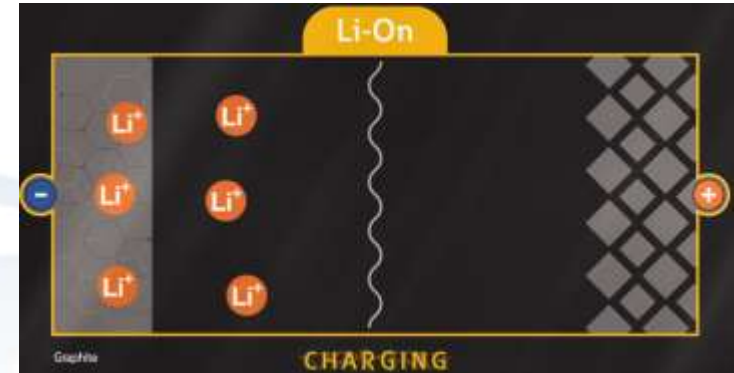 Li-On
Li+ Li+
- Li+ Li+ +
Li+ Li+
Graphite
CHARGING